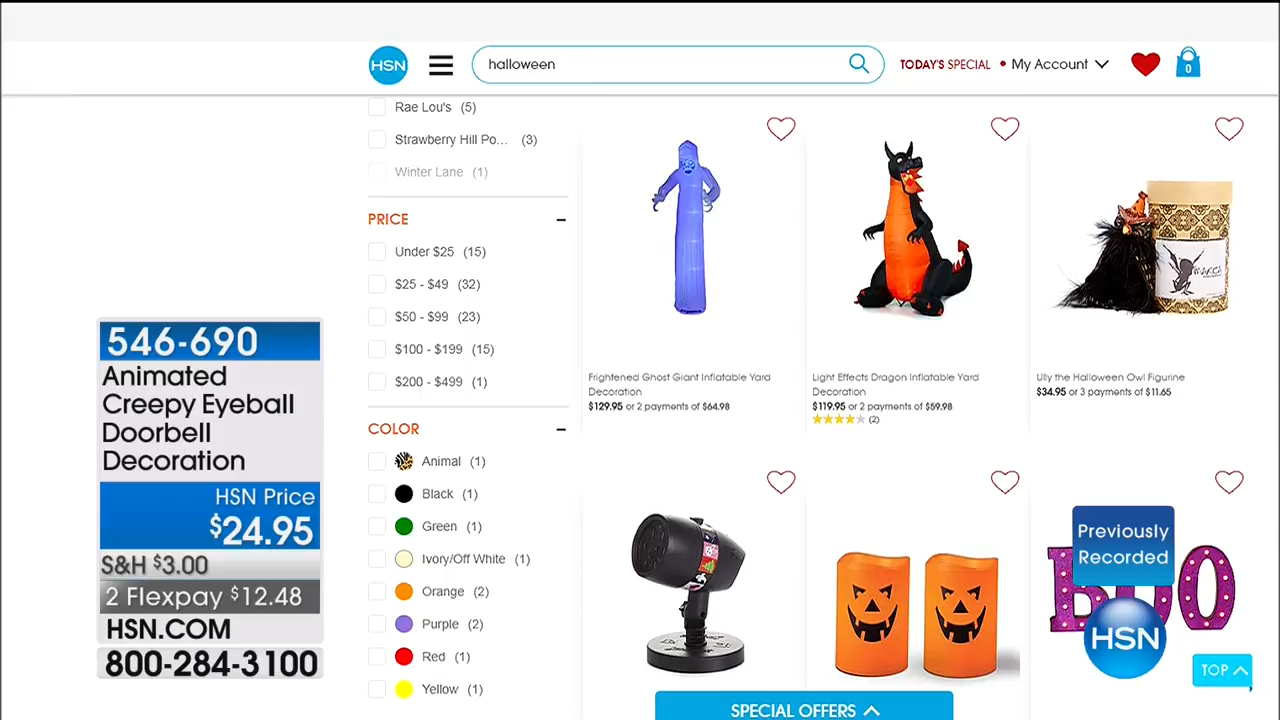 HSN
halloween
TODAY'S SPECIAL
My Account
0
Rae Lou's (5)
Strawberry Hill Po... (3)
Winter Lane (1)
PRICE
Under $25 (15)
$25 - $49 (32)
$50 - $99 (23)
$100 - $199 (15)
$200 - $499 (1)
COLOR
Animal (1)
Black (1)
Green (1)
Ivory/Off White (1)
Orange (2)
Purple (2)
Red (1)
Yellow (1)
Frightened Ghost Giant Inflatable Yard
Decoration
$129.95 or 2 payments of $64.98
Light Effects Dragon Inflatable Yard
Decoration
$119.95 or 2 payments of $59.98
(2)
MARCA
Ully the Halloween Owl Figurine
$34.95 or 3 payments of $11.65
546-690
Animated
Creepy Eyeball
Doorbell
Decoration
HSN Price
$24.95
S&H $3.00
2 Flexpay $12.48
HSN.COM
800-284-3100
BOO
Previously
Recorded
HSN
TOP
SPECIAL OFFERS